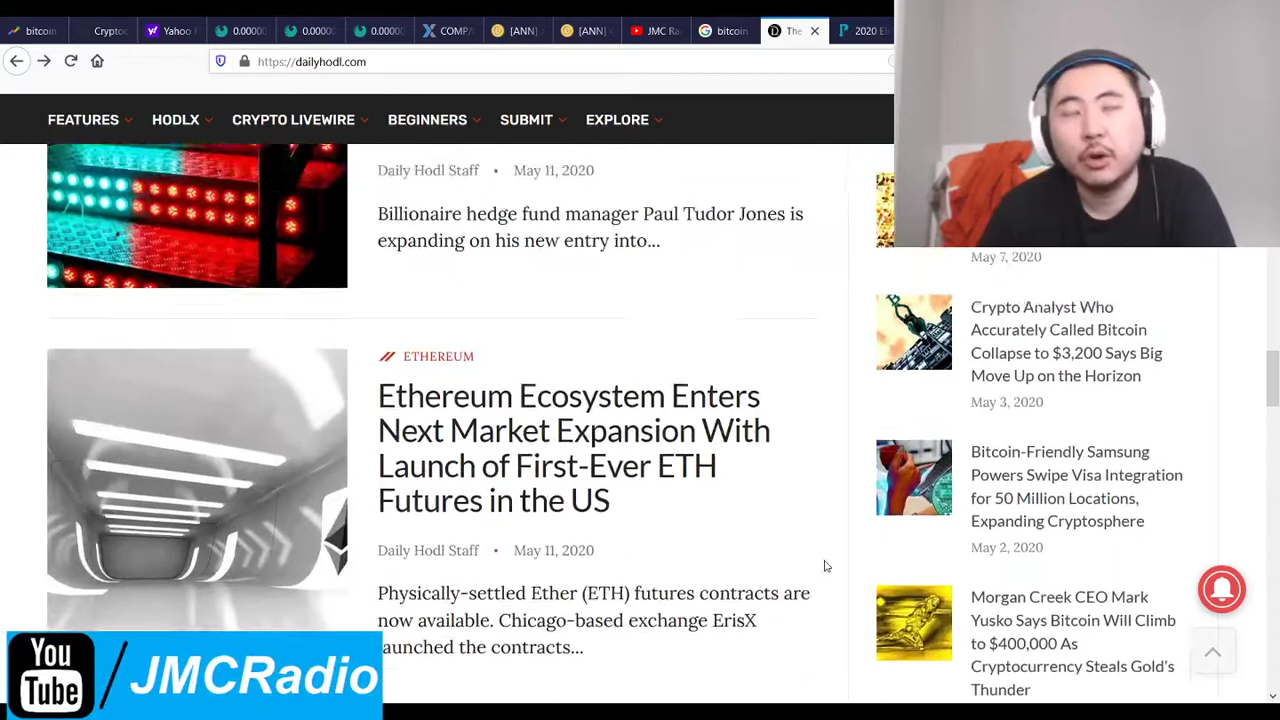 bitcoin
Cryptoc
Yahoo
0.00000
0.00000
0.00000
COMP/
[ANN]
[ANN]
JMC Ra
bitcoin
The
2020 El
https://dailyhodl.com
FEATURES
HODLX
CRYPTO LIVEWIRE
BEGINNERS
SUBMIT
EXPLORE
Daily Hodl Staff • May 11, 2020
Billionaire hedge fund manager Paul Tudor Jones is
expanding on his new entry into...
ETHEREUM
Ethereum Ecosystem Enters
Next Market Expansion With
Launch of First-Ever ETH
Futures in the US
Daily Hodl Staff • May 11, 2020
Physically-settled Ether (ETH) futures contracts are
now available. Chicago-based exchange ErisX
launched the contracts...
May 7, 2020
Crypto Analyst Who
Accurately Called Bitcoin
Collapse to $3,200 Says Big
Move Up on the Horizon
May 3, 2020
Bitcoin-Friendly Samsung
Powers Swipe Visa Integration
for 50 Million Locations,
Expanding Cryptosphere
May 2, 2020
Morgan Creek CEO Mark
Yusko Says Bitcoin Will Climb
to $400,000 As
Cryptocurrency Steals Gold's
Thunder
You
Tube
/JMCRadio